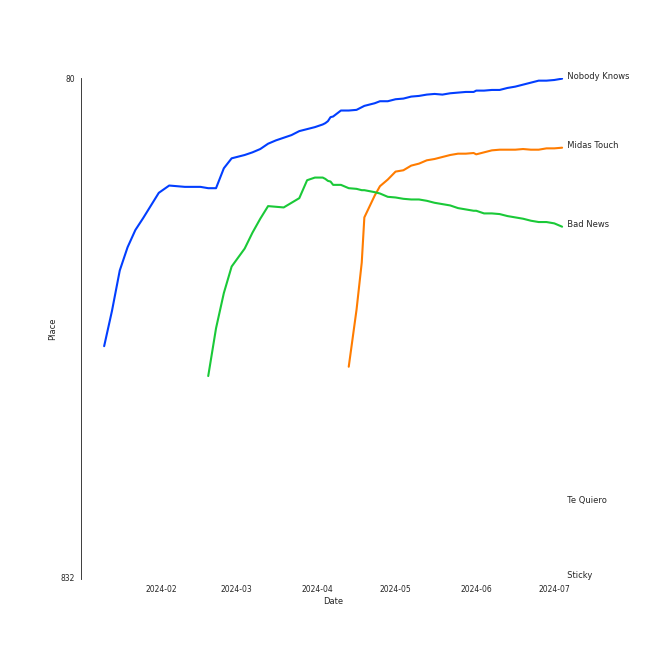 80
Nobody Knows
Midas Touch
Bad News
Place
Te Quiero
Sticky
832
2024-02 2024-03 2024-04 2024-05 2024-06 2024-07
Date